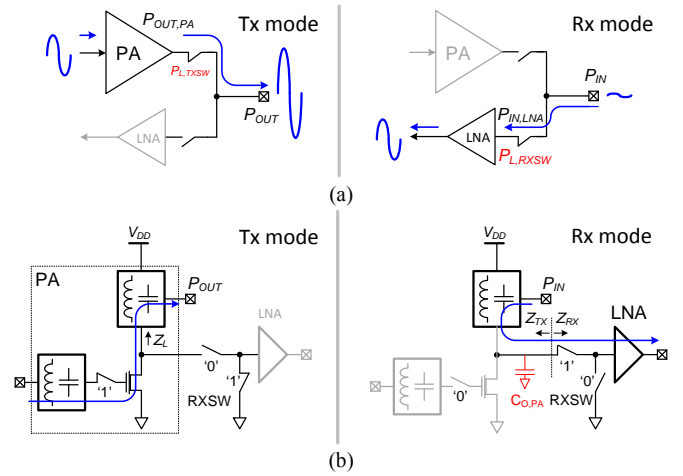 Tx mode
P_OUT,PA
PA
P_L,TXSW
P_OUT
LNA
Rx mode
PA
P_IN
P_IN,LNA
LNA
P_L,RXSW
(a)
V_DD
Tx mode
PA
P_OUT
Z_L
LNA
'0'
'1'
'1'
RXSW
V_DD
Rx mode
P_IN
LNA
Z_TX
Z_RX
'1'
'0'
'0'
C_O,PA
RXSW
(b)